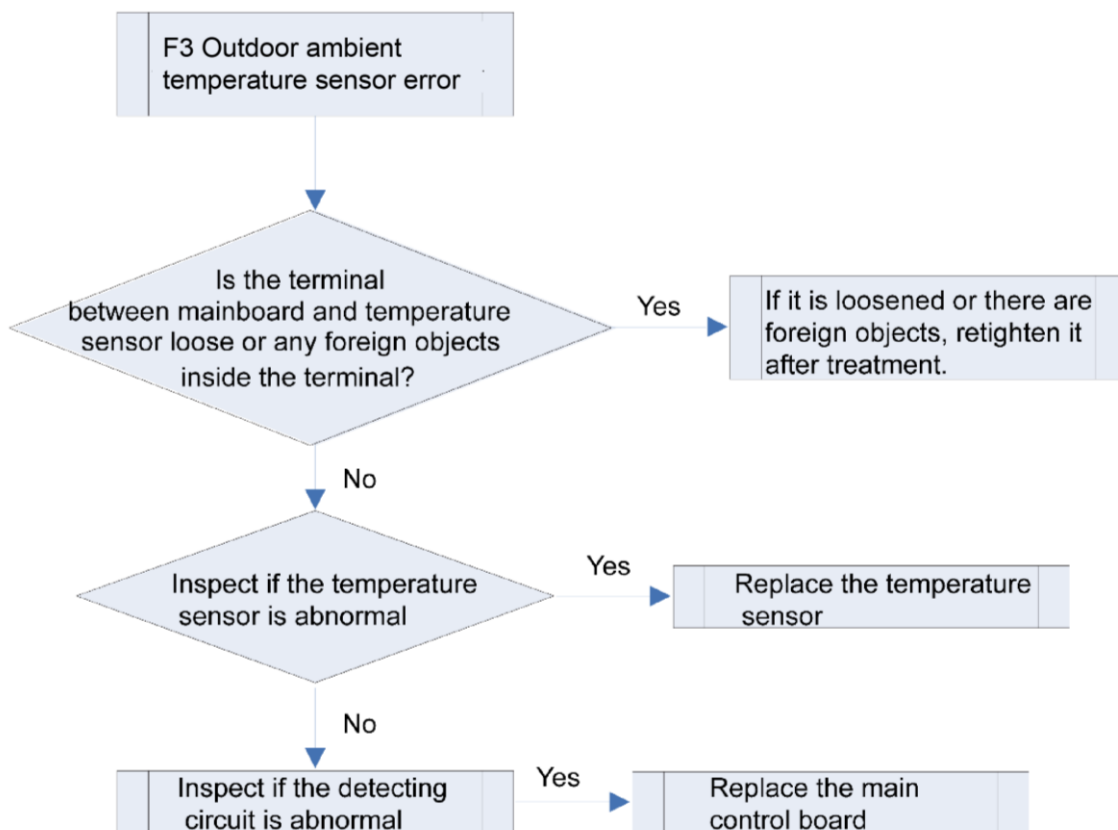 F3 Outdoor ambient
temperature sensor error
Is the terminal
between mainboard and temperature
sensor loose or any foreign objects
inside the terminal?
Yes
If it is loosened or there are
foreign objects, retighten it
after treatment.
No
Inspect if the temperature
sensor is abnormal
Yes
Replace the temperature
sensor
No
Inspect if the detecting
circuit is abnormal
Yes
Replace the main
control board